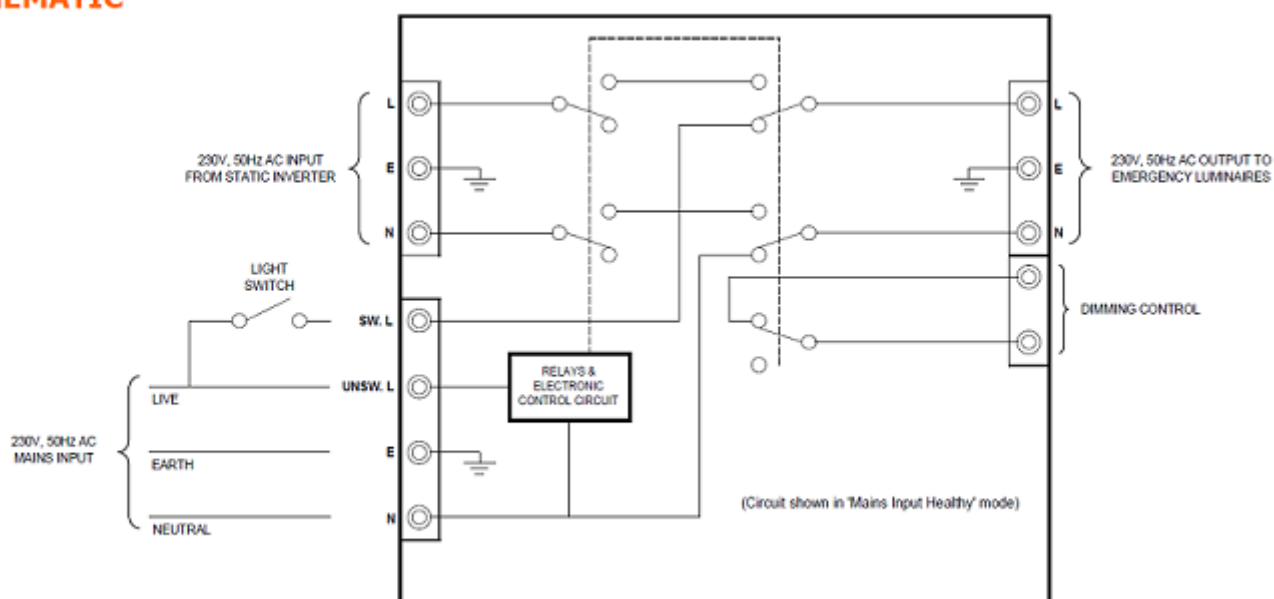 L
230V, 50Hz AC INPUT
FROM STATIC INVERTER
E
N
L
E
230V, 50Hz AC OUTPUT TO
EMERGENCY LUMINAIRES
N
LIGHT
SWITCH
DIMMING CONTROL
SW. L
UNSW. L
RELAYS &
ELECTRONIC
CONTROL CIRCUIT
LIVE
230V, 50Hz AC
MAINS INPUT
E
EARTH
N
NEUTRAL
(Circuit shown in 'Mains Input Healthy' mode)